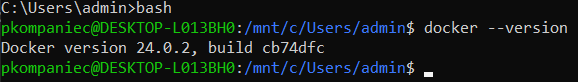 C:\Users\admin>bash
pkompaniec@DESKTOP-L013BH0:/mnt/c/Users/admin$ docker --version
Docker version 24.0.2, build cb74dfc
pkompaniec@DESKTOP-L013BH0:/mnt/c/Users/admin$